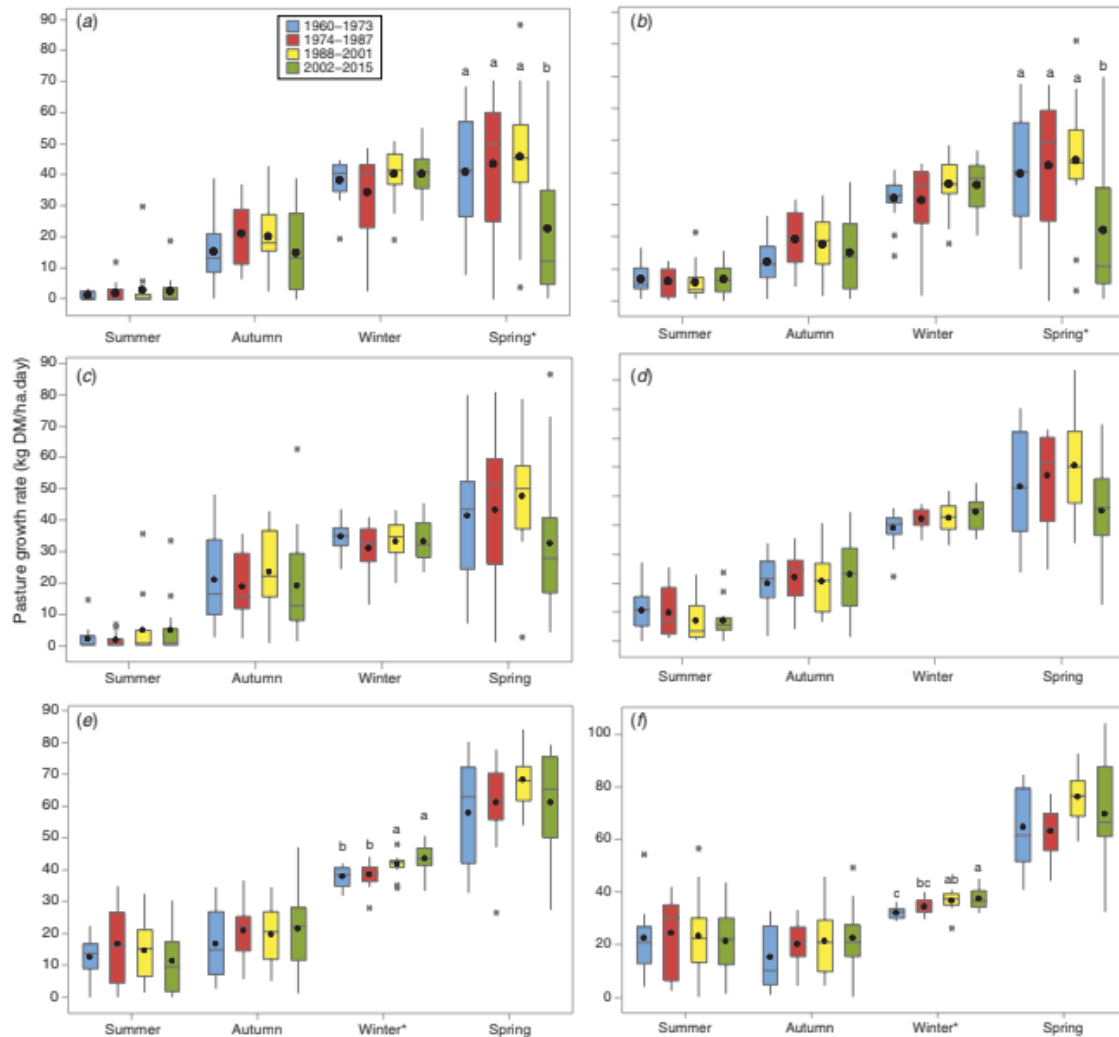 (a)
1960–1973
1974–1987
1988–2001
2002–2015
90
80
70
60
50
40
30
20
10
0
a a a b
Summer Autumn Winter Spring*
(b)
a a a b
Summer Autumn Winter Spring*
Pasture growth rate (kg DM/ha.day)
(c)
90
80
70
60
50
40
30
20
10
0
Summer Autumn Winter Spring
(d)
Summer Autumn Winter Spring
(e)
90
80
70
60
50
40
30
20
10
0
b b a a
Summer Autumn Winter* Spring
(f)
100
80
60
40
20
0
c bc ab a
Summer Autumn Winter* Spring